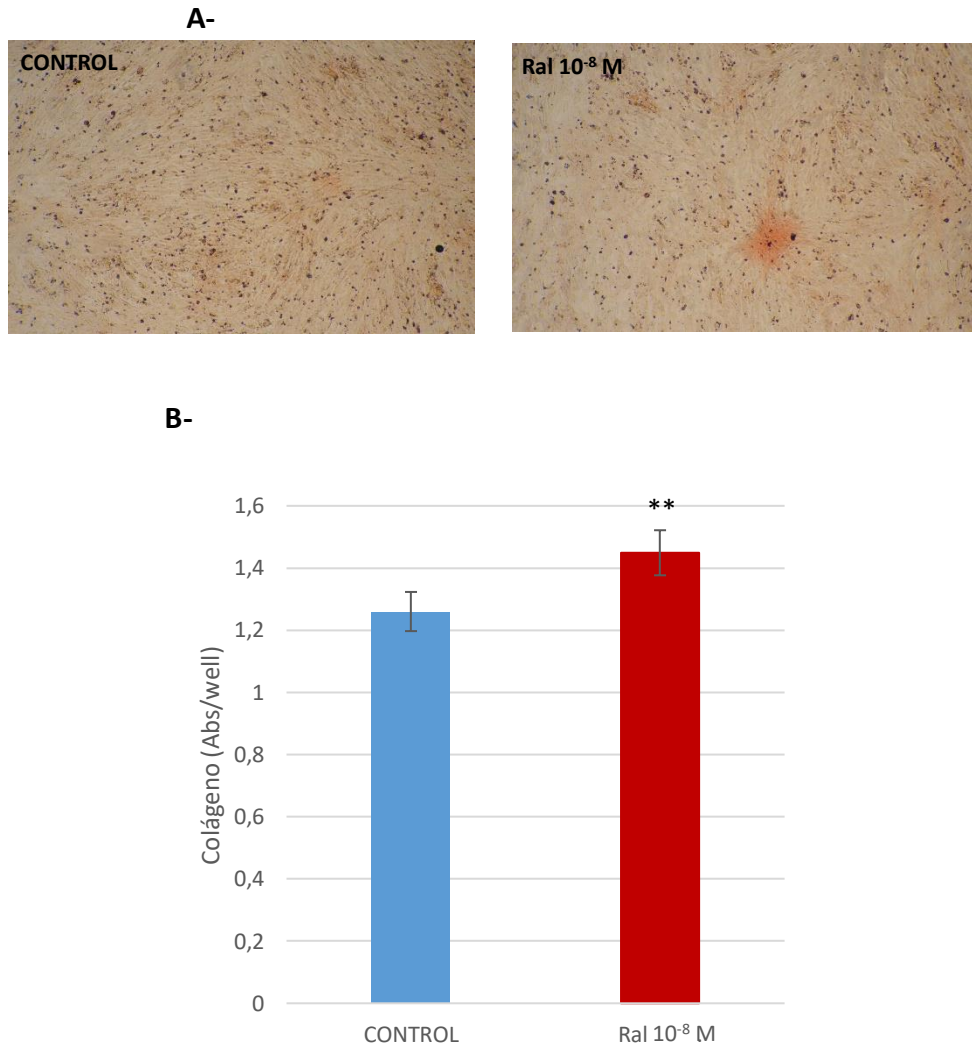 A-
CONTROL
Ral 10⁻⁸ M
B-
**
1,6
1,4
1,2
1
0,8
0,6
0,4
0,2
0
Colágeno (Abs/well)
CONTROL
Ral 10⁻⁸ M